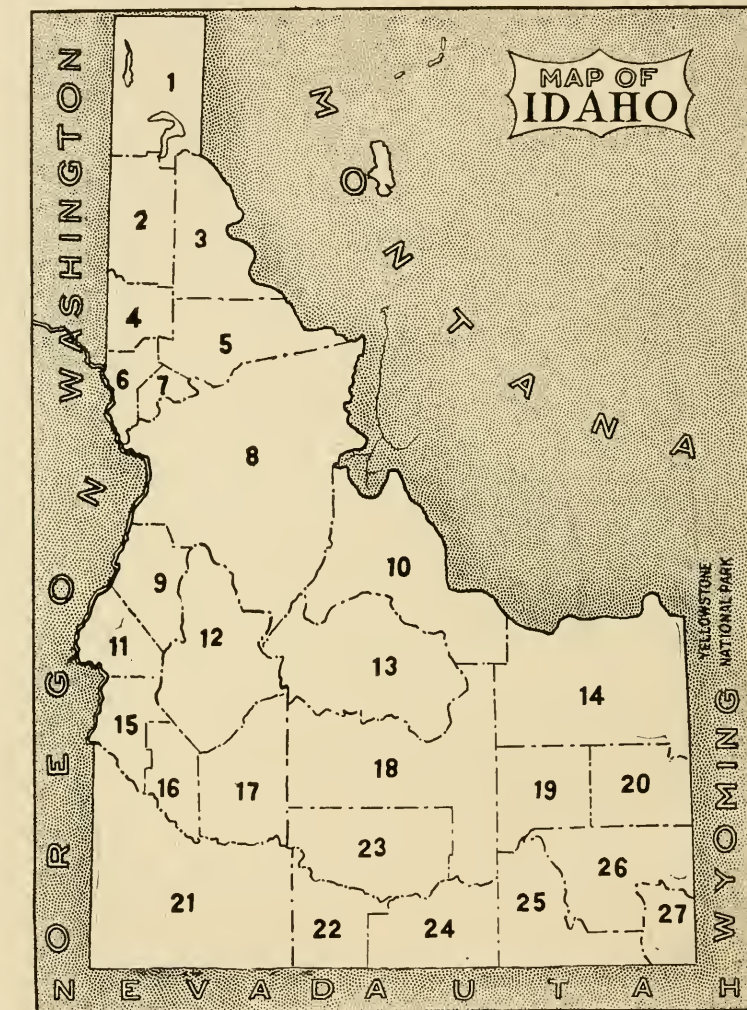 MAP OF
IDAHO
WASHINGTON
MONTANA
OREGON
YELLOWSTONE
NATIONAL PARK
WYOMING
NEVADA
UTAH
1
2
3
4
5
6
7
8
9
10
11
12
13
14
15
16
17
18
19
20
21
22
23
24
25
26
27